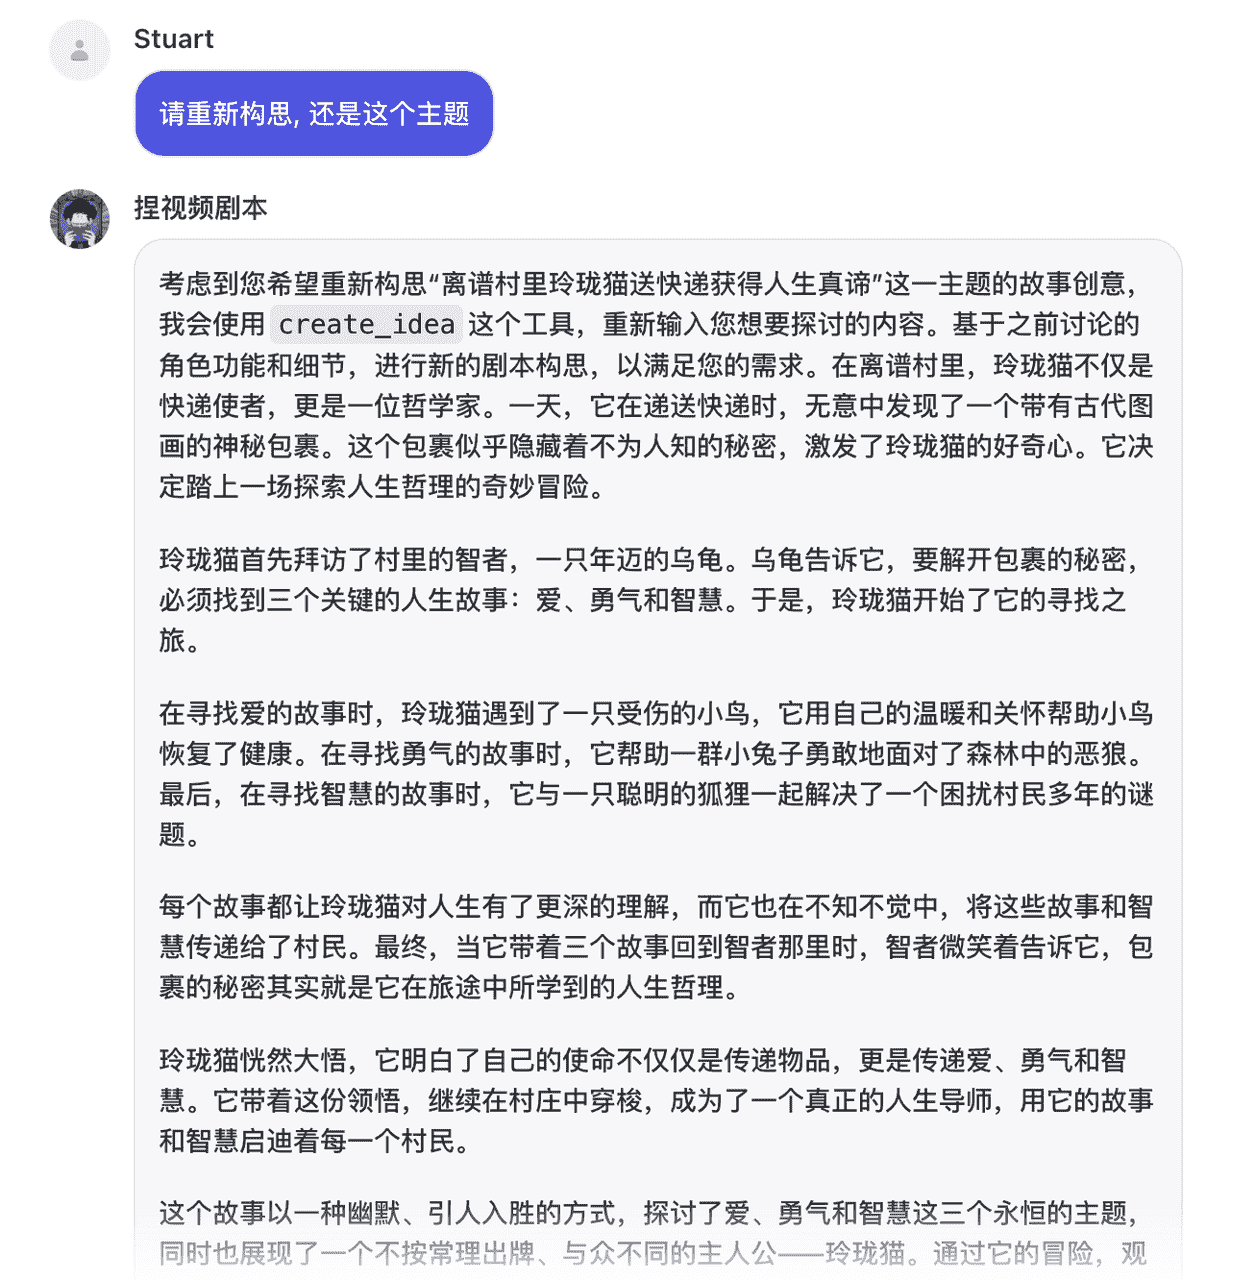 Stuart
请重新构思, 还是这个主题
捏视频剧本
考虑到您希望重新构思“离谱村里玲珑猫送快递获得人生真谛”这一主题的故事创意，
我会使用 create_idea 这个工具，重新输入您想要探讨的内容。基于之前讨论的
角色功能和细节，进行新的剧本构思，以满足您的需求。在离谱村里，玲珑猫不仅是
快递使者，更是一位哲学家。一天，它在递送快递时，无意中发现了一个带有古代图
画的神秘包裹。这个包裹似乎隐藏着不为人知的秘密，激发了玲珑猫的好奇心。它决
定踏上一场探索人生哲理的奇妙冒险。
玲珑猫首先拜访了村里的智者，一只年迈的乌龟。乌龟告诉它，要解开包裹的秘密，
必须找到三个关键的人生故事：爱、勇气和智慧。于是，玲珑猫开始了它的寻找之
旅。
在寻找爱的故事时，玲珑猫遇到了一只受伤的小鸟，它用自己的温暖和关怀帮助小鸟
恢复了健康。在寻找勇气的故事时，它帮助一群小兔子勇敢地面对了森林中的恶狼。
最后，在寻找智慧的故事时，它与一只聪明的狐狸一起解决了一个困扰村民多年的谜
题。
每个故事都让玲珑猫对人生有了更深的理解，而它也在不知不觉中，将这些故事和智
慧传递给了村民。最终，当它带着三个故事回到智者那里时，智者微笑着告诉它，包
裹的秘密其实就是它在旅途中所学到的人生哲理。
玲珑猫恍然大悟，它明白了自己的使命不仅仅是传递物品，更是传递爱、勇气和智
慧。它带着这份领悟，继续在村庄中穿梭，成为了一个真正的人生导师，用它的故事
和智慧启迪着每一个村民。
这个故事以一种幽默、引人入胜的方式，探讨了爱、勇气和智慧这三个永恒的主题，
同时也展现了一个不按常理出牌、与众不同的主人公——玲珑猫。通过它的冒险，观